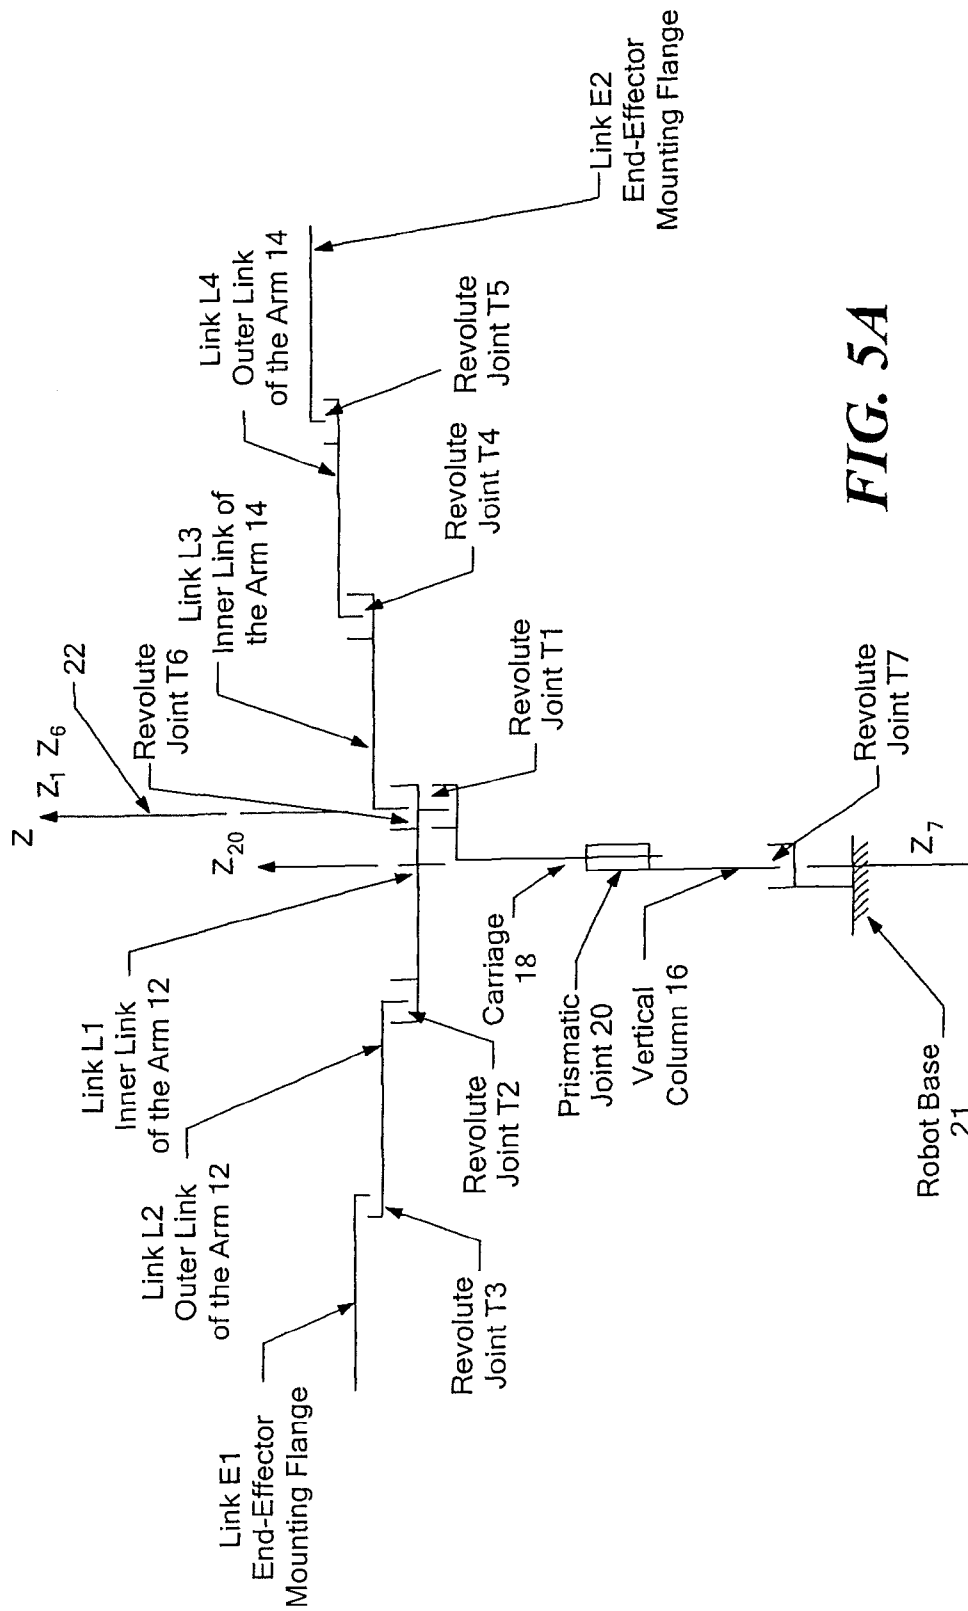 Z
Z1 Z6
22
Z20
Revolute
Joint T6
Link L3
Inner Link of
the Arm 14
Link L4
Outer Link
of the Arm 14
Link E2
End-Effector
Mounting Flange
Revolute
Joint T5
Revolute
Joint T4
Revolute
Joint T1
Revolute
Joint T7
Z7
Link L1
Inner Link
of the Arm 12
Link L2
Outer Link
of the Arm 12
Link E1
End-Effector
Mounting Flange
Revolute
Joint T3
Revolute
Joint T2
Carriage
18
Prismatic
Joint 20
Vertical
Column 16
Robot Base
21
FIG. 5A